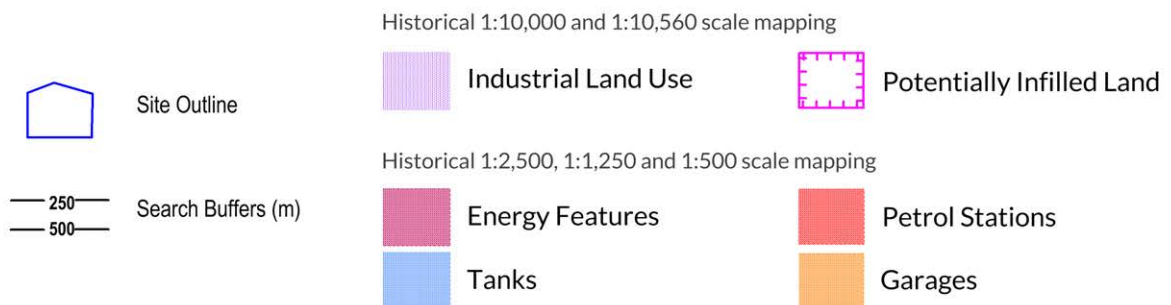 Historical 1:10,000 and 1:10,560 scale mapping
Site Outline
Industrial Land Use
Potentially Infilled Land
Historical 1:2,500, 1:1,250 and 1:500 scale mapping
250
500
Search Buffers (m)
Energy Features
Petrol Stations
Tanks
Garages